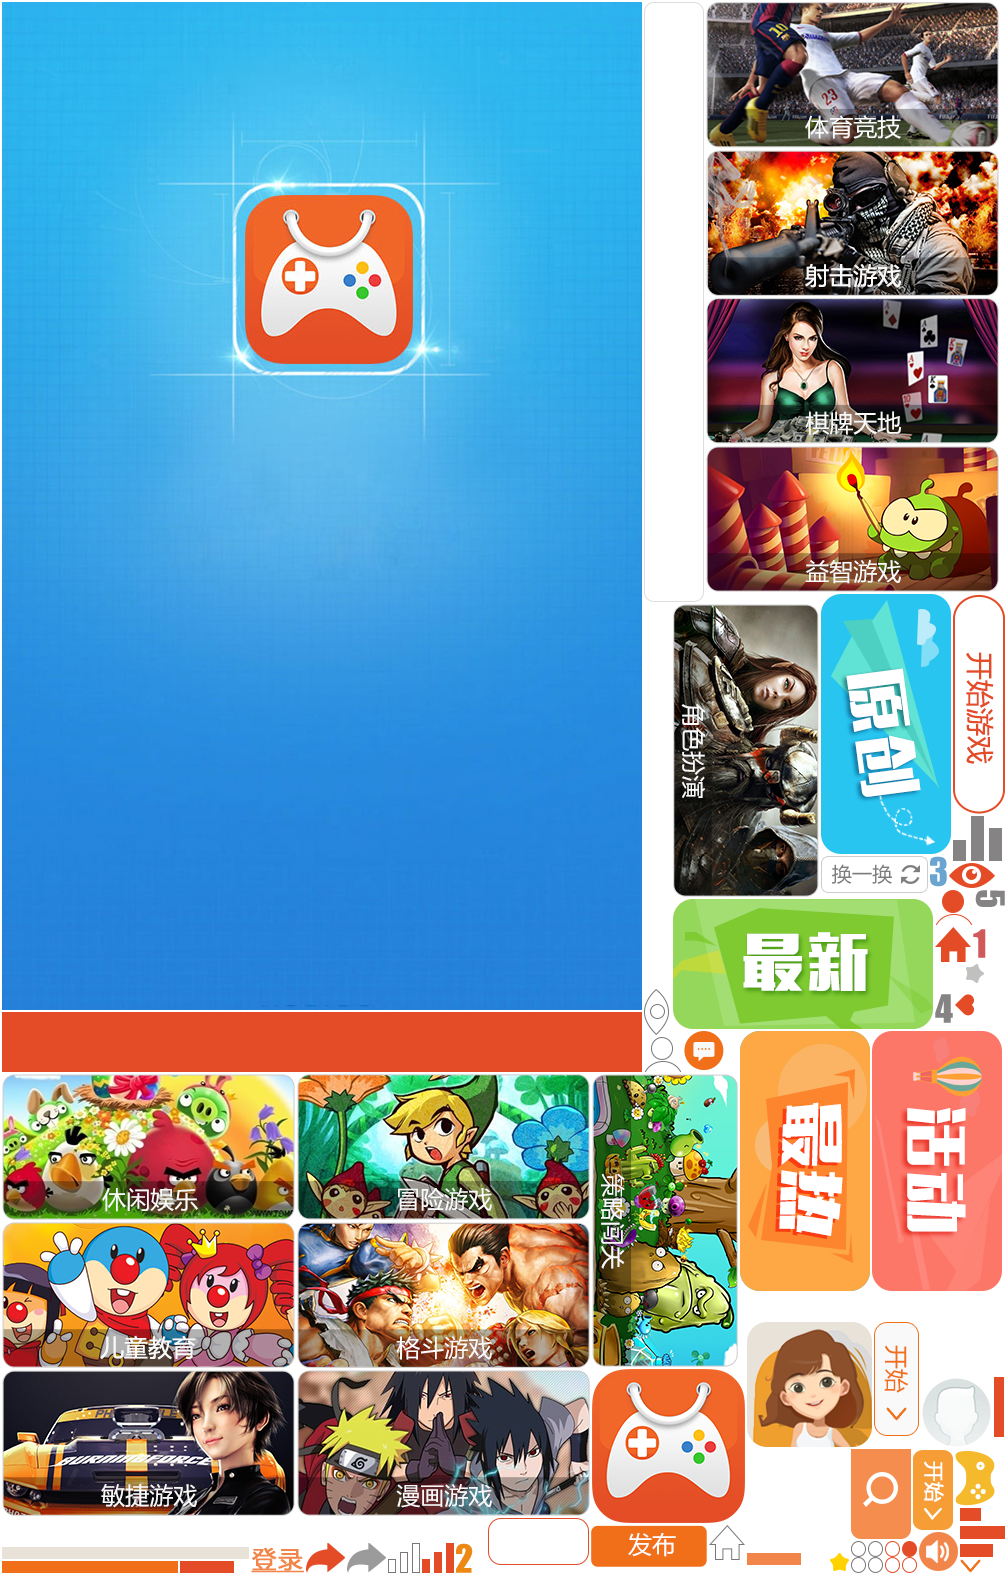 体育竞技
射击游戏
棋牌天地
益智游戏
角色扮演
原创
开始游戏
换一换
3
5
最新
1
4
最热
活动
休闲娱乐
冒险游戏
策略闯关
儿童教育
格斗游戏
开始
敏捷游戏
漫画游戏
开始
登录
2
发布